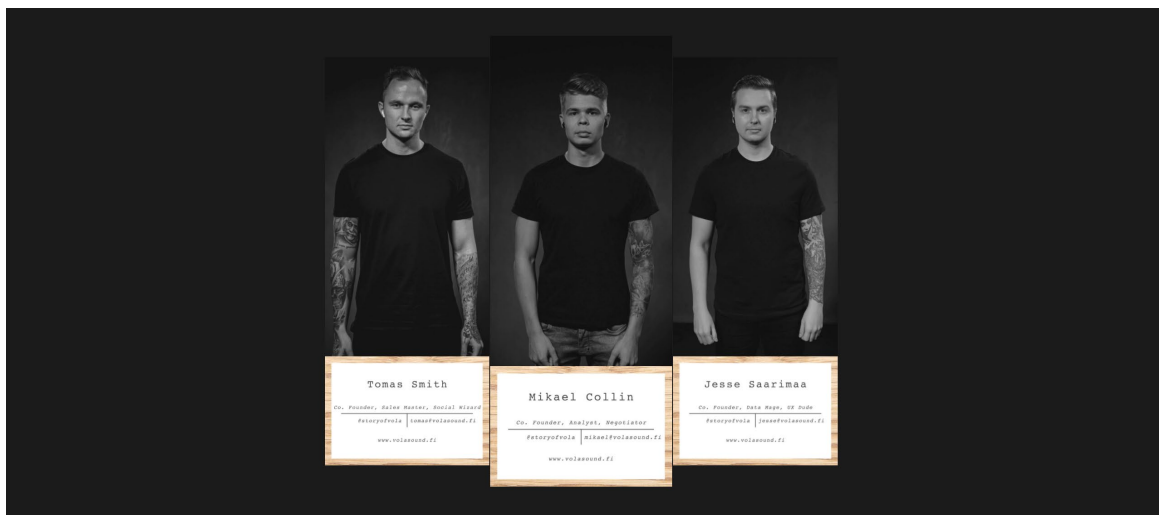 Tomas Smith
Co. Founder, Sales Master, Social Wizard
@storyofvola
tomas@volasound.fi
www.volasound.fi
Mikael Collin
Co. Founder, Analyst, Negotiator
@storyofvola
mikael@volasound.fi
www.volasound.fi
Jesse Saarimaa
Co. Founder, Data Mage, UX Dude
@storyofvola
jesse@volasound.fi
www.volasound.fi